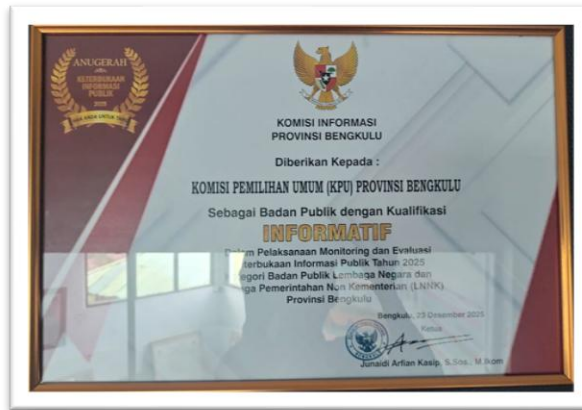 ANUGERAH
KETERBUKAAN
INFORMASI
PUBLIK
2025
KOMISI INFORMASI
PROVINSI BENGKULU
Diberikan Kepada :
KOMISI PEMILIHAN UMUM (KPU) PROVINSI BENGKULU
Sebagai Badan Publik dengan Kualifikasi
INFORMATIF
Dalam Pelaksanaan Monitoring dan Evaluasi
Keterbukaan Informasi Publik Tahun 2025
Kategori Badan Publik Lembaga Negara dan
Pemerintahan Non Kementerian (LNNK)
Provinsi Bengkulu
Bengkulu, 23 Desember 2025
Ketua
Junaidi Arfian Kasip, S.Sos., M.Ikom